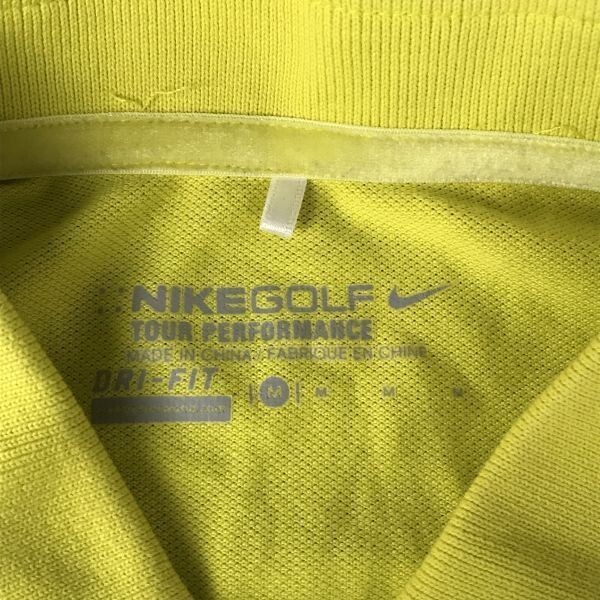 NIKEGOLF
TOUR PERFORMANCE
MADE IN CHINA / FABRIQUE EN CHINE
DRI-FIT
M M M M